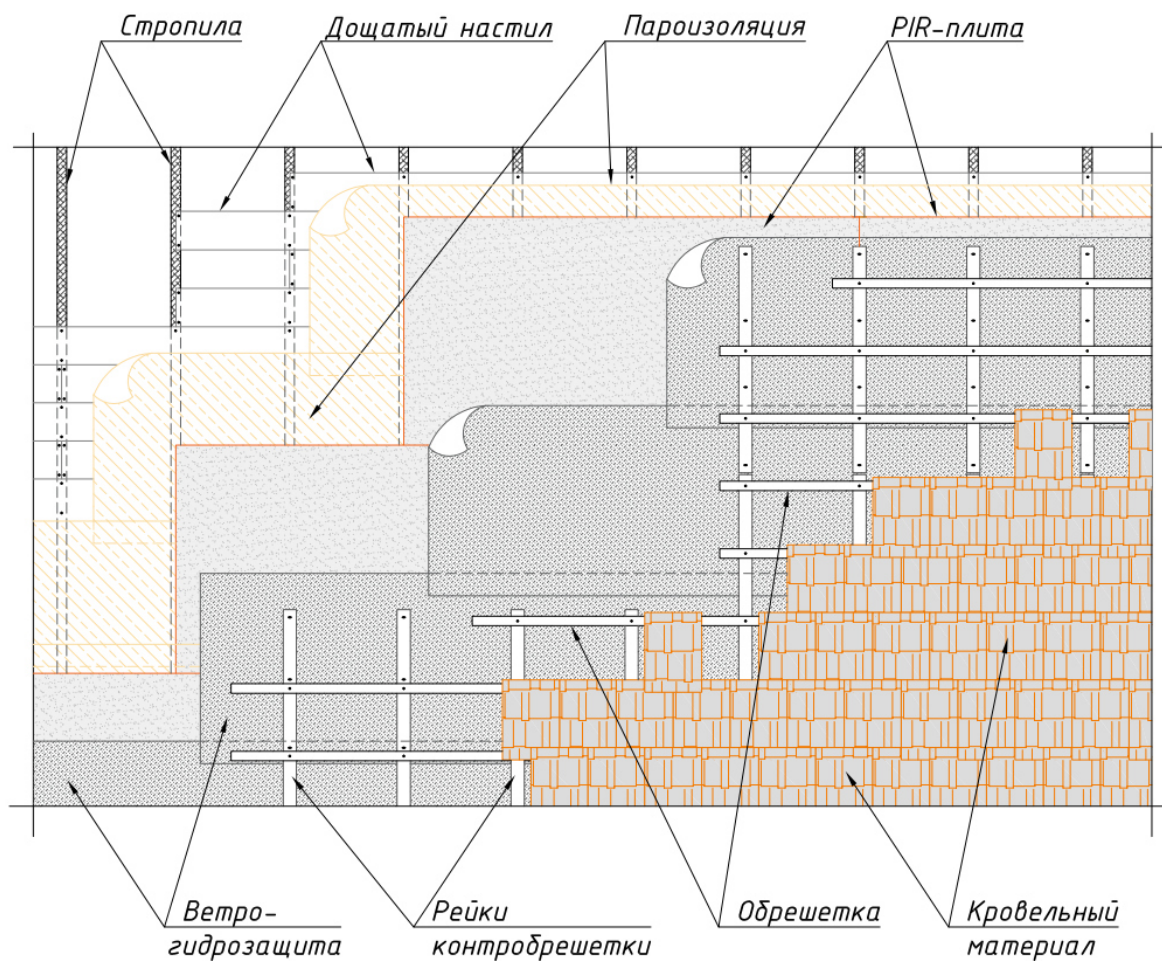 Стропила
Дощатый настил
Пароизоляция
PIR-плита
Ветро-
гидрозащита
Рейки
контробрешетки
Обрешетка
Кровельный
материал